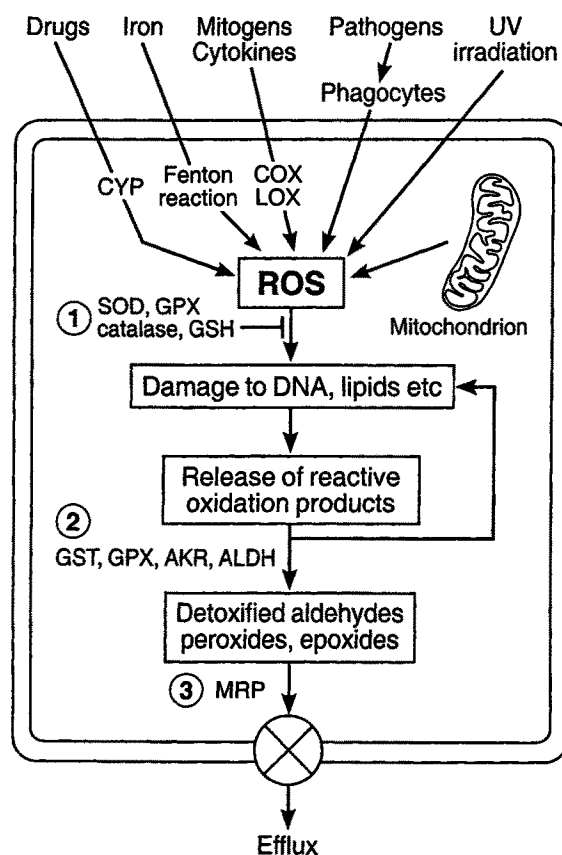 Drugs
Iron
Mitogens
Cytokines
Pathogens
UV
irradiation
Phagocytes
CYP
Fenton
reaction
COX
LOX
ROS
Mitochondrion
1 SOD, GPX
catalase, GSH
Damage to DNA, lipids etc
Release of reactive
oxidation products
2
GST, GPX, AKR, ALDH
Detoxified aldehydes
peroxides, epoxides
3 MRP
Efflux